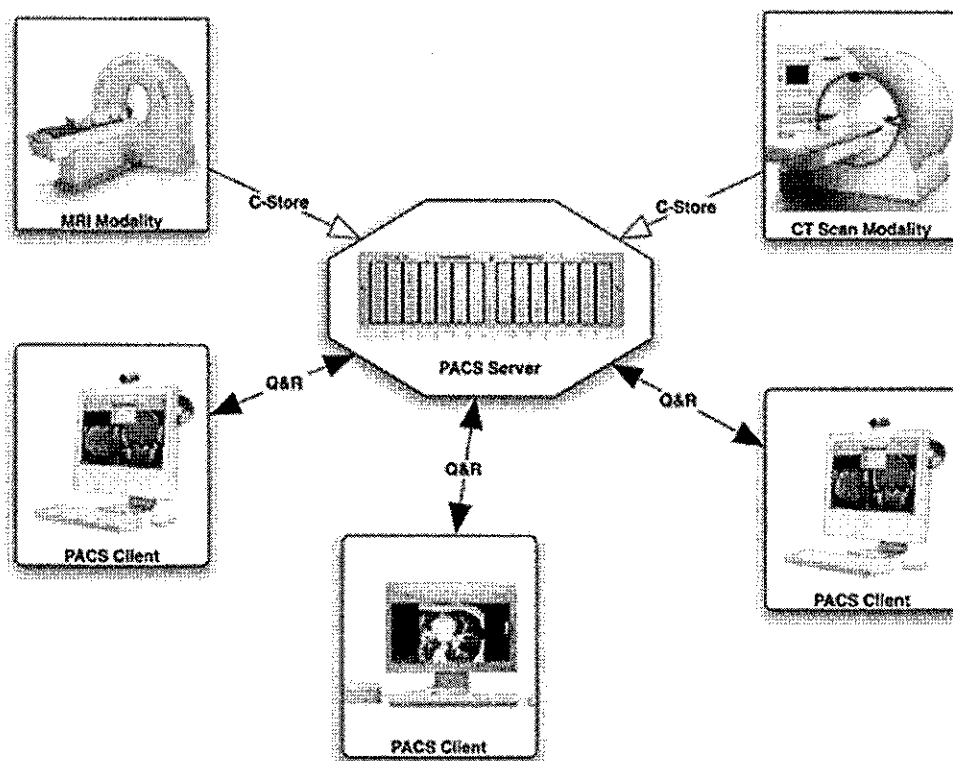 MRI Modality
C-Store
C-Store
CT Scan Modality
PACS Server
Q&R
Q&R
Q&R
PACS Client
PACS Client
PACS Client